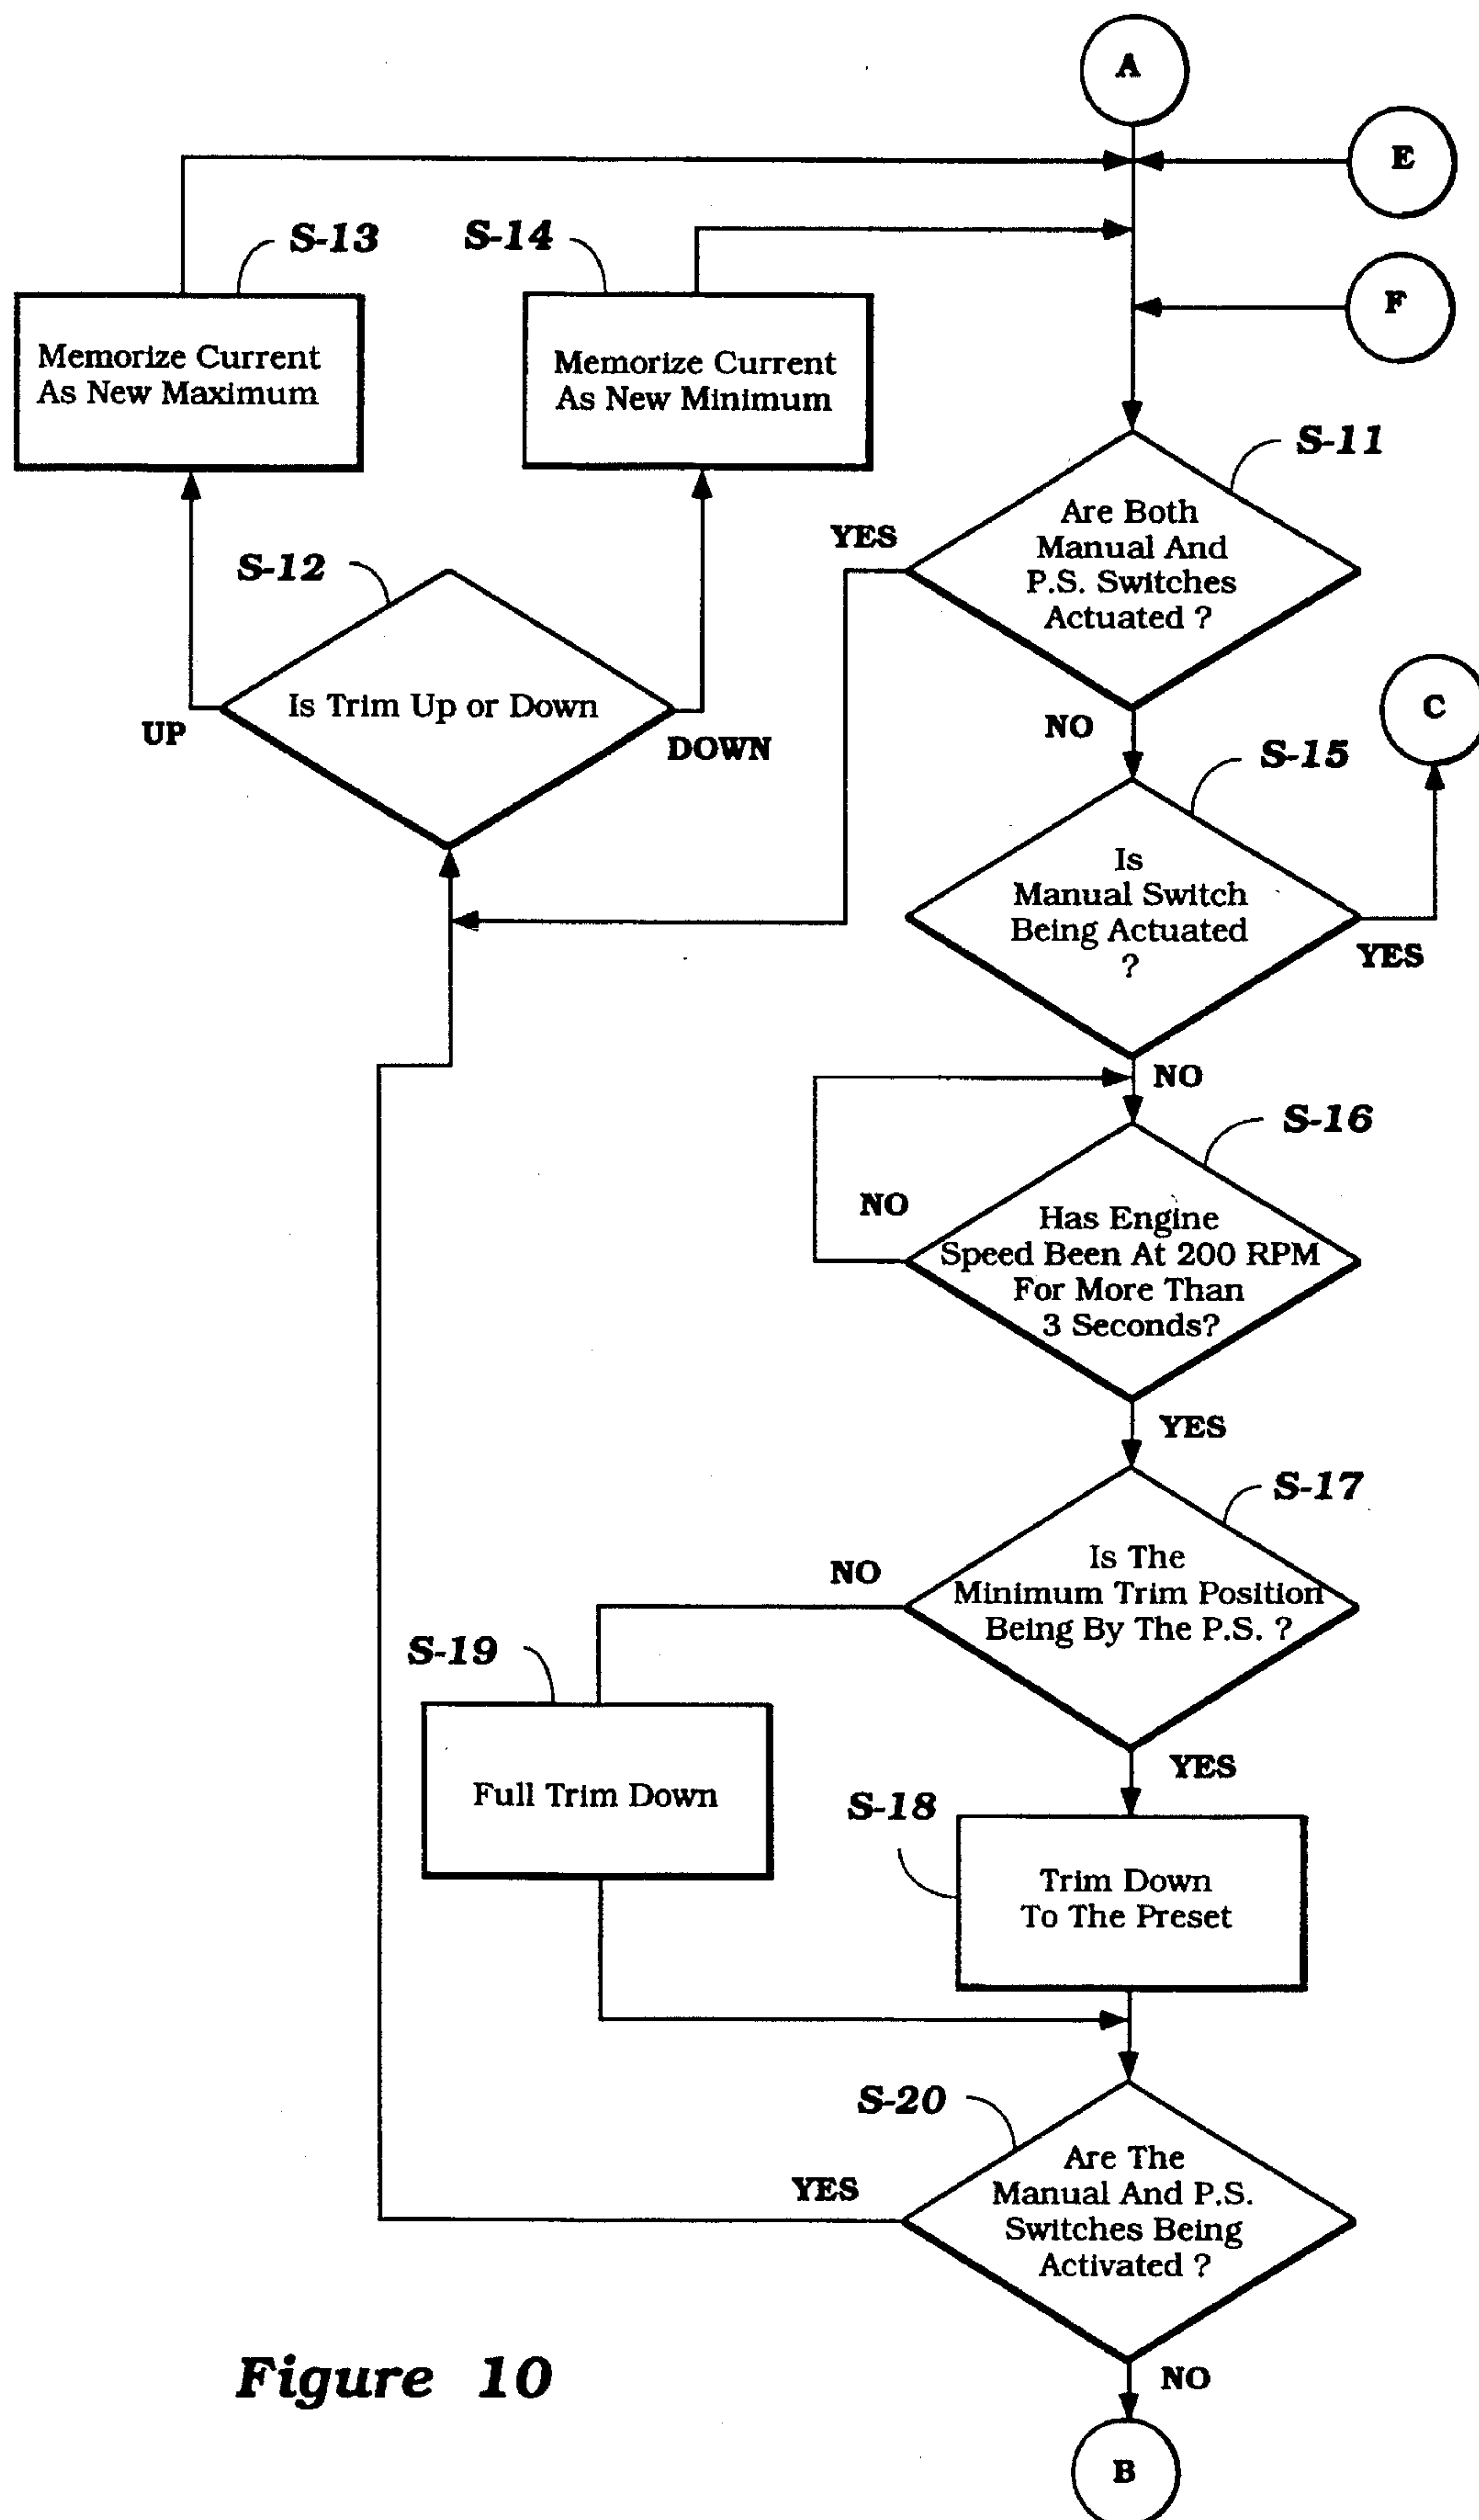 A
E
S-13
S-14
F
Memorize Current
As New Maximum
Memorize Current
As New Minimum
S-11
Are Both
Manual And
P.S. Switches
Actuated ?
YES
S-12
Is Trim Up or Down
UP
DOWN
NO
C
S-15
Is
Manual Switch
Being Actuated
?
YES
NO
S-16
NO
Has Engine
Speed Been At 200 RPM
For More Than
3 Seconds?
YES
S-17
NO
Is The
Minimum Trim Position
Being By The P.S. ?
S-19
YES
Full Trim Down
S-18
Trim Down
To The Preset
S-20
YES
Are The
Manual And P.S.
Switches Being
Activated ?
NO
Figure 10
B